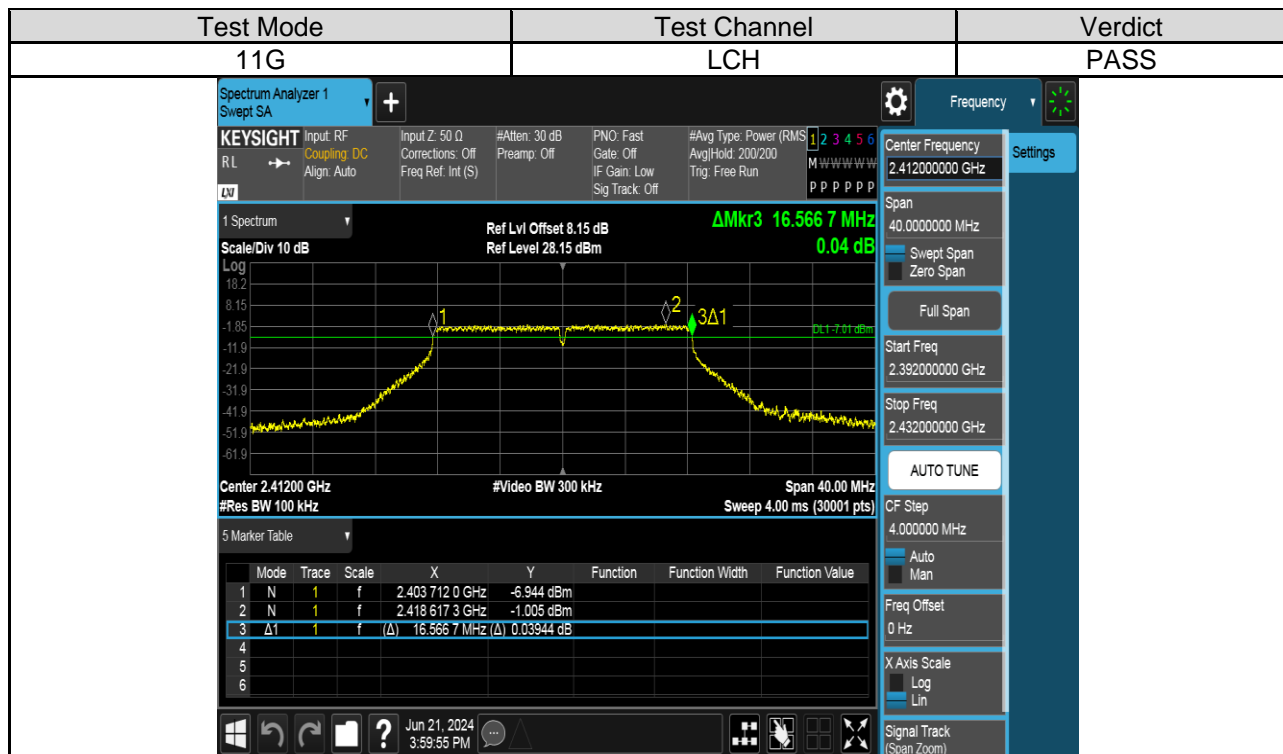 Test Mode Test Channel Verdict
11G LCH PASS
Spectrum Analyzer 1
Swept SA
+
Frequency
KEYSIGHT Input: RF Input Z: 50 Ω #Atten: 30 dB PNO: Fast #Avg Type: Power (RMS 1 2 3 4 5 6
R L Coupling: DC Corrections: Off Preamp: Off Gate: Off Avg|Hold: 200/200 M W W W W W
Align: Auto Freq Ref: Int (S) IF Gain: Low Trig: Free Run
LXI Sig Track: Off P P P P P P
Center Frequency
2.412000000 GHz
Settings
Span
40.0000000 MHz
Swept Span
Zero Span
Full Span
Start Freq
2.392000000 GHz
Stop Freq
2.432000000 GHz
AUTO TUNE
CF Step
4.000000 MHz
Auto
Man
Freq Offset
0 Hz
X Axis Scale
Log
Lin
Signal Track
(Span Zoom)
1 Spectrum
Ref Lvl Offset 8.15 dB ΔMkr3 16.566 7 MHz
Scale/Div 10 dB Ref Level 28.15 dBm 0.04 dB
Log
18.2
8.15
1 2 3Δ1
-1.85
DL1 -7.01 dBm
-11.9
-21.9
-31.9
-41.9
-51.9
-61.9
Center 2.41200 GHz #Video BW 300 kHz Span 40.00 MHz
#Res BW 100 kHz Sweep 4.00 ms (30001 pts)
5 Marker Table
Mode Trace Scale X Y Function Function Width Function Value
1 N 1 f 2.403 712 0 GHz -6.944 dBm
2 N 1 f 2.418 617 3 GHz -1.005 dBm
3 Δ1 1 f (Δ) 16.566 7 MHz (Δ) 0.03944 dB
4
5
6
? Jun 21, 2024
3:59:55 PM